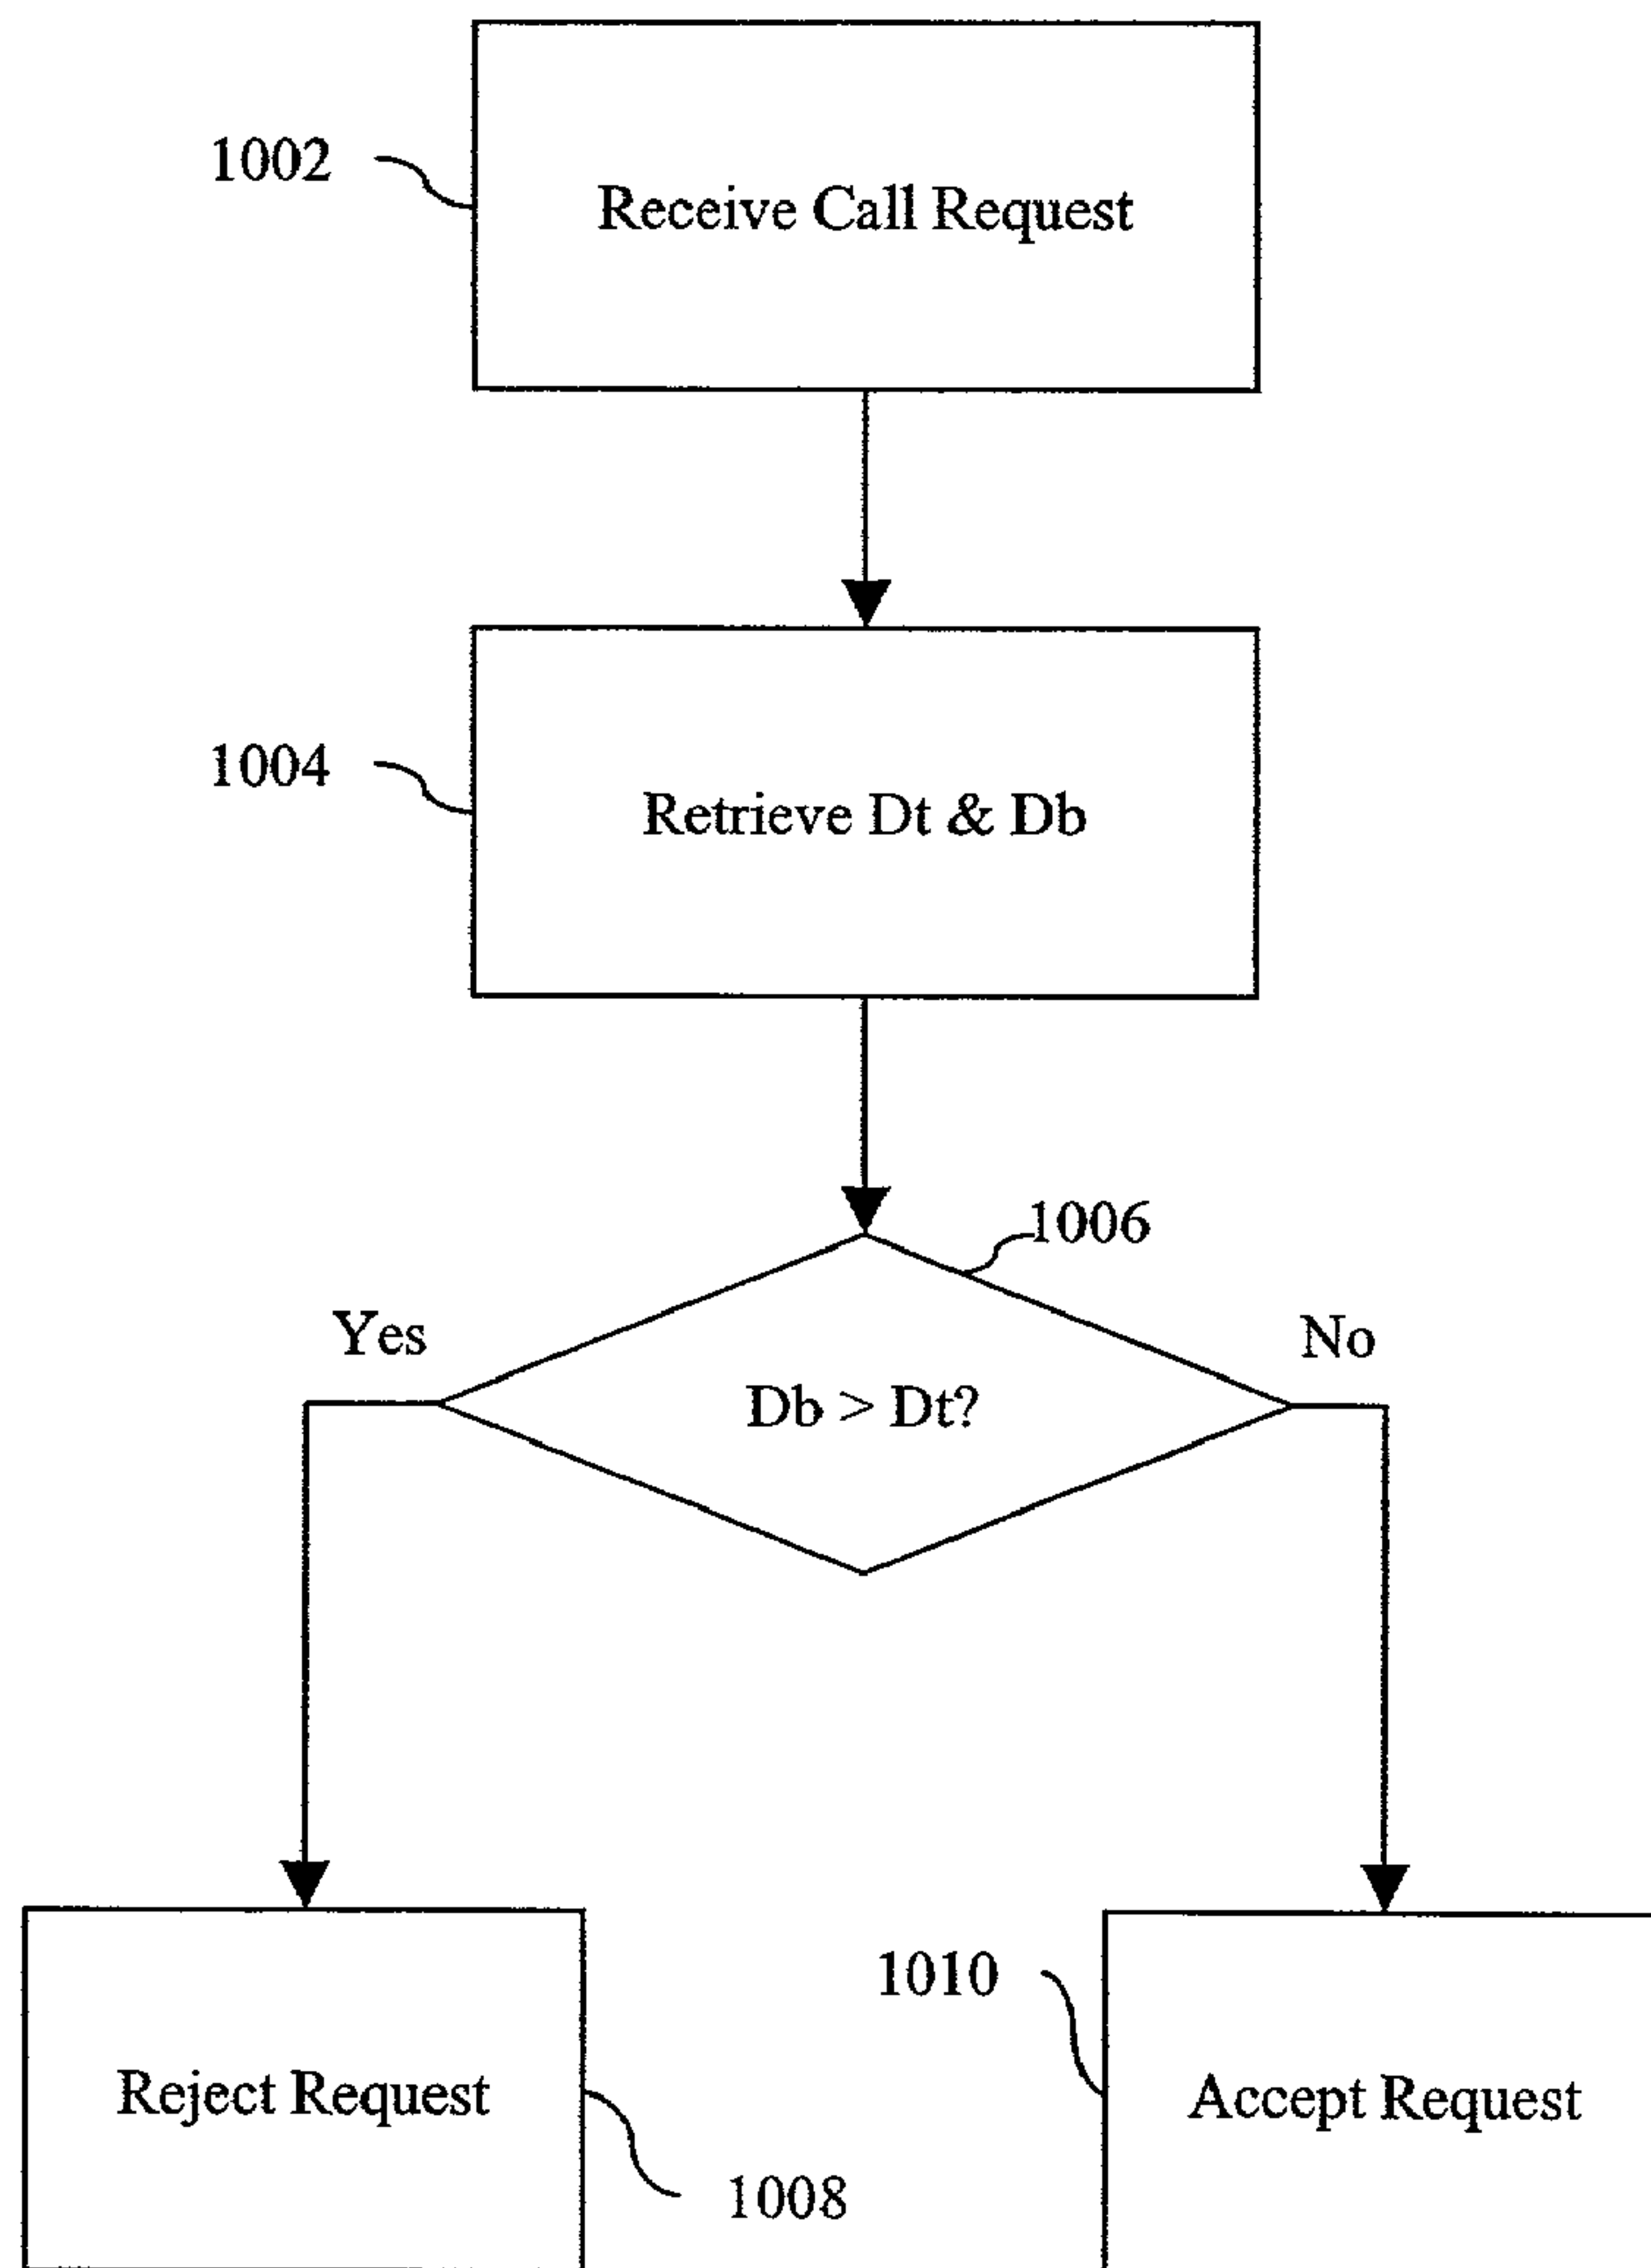 1002
Receive Call Request
1004
Retrieve Dt & Db
1006
Yes
No
Db > Dt?
1010
Reject Request
Accept Request
1008